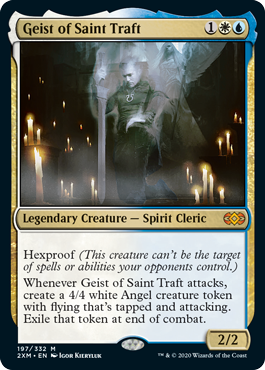 Geist of Saint Traft 1
Legendary Creature — Spirit Cleric
Hexproof (This creature can't be the target
of spells or abilities your opponents control.)
Whenever Geist of Saint Traft attacks,
create a 4/4 white Angel creature token
with flying that's tapped and attacking.
Exile that token at end of combat.
2/2
197/332 M
2XM • EN Igor Kieryluk ™ & © 2020 Wizards of the Coast